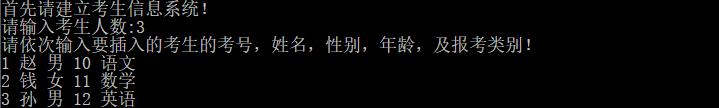 首先请建立考生信息系统！
请输入考生人数:3
请依次输入要插入的考生的考号，姓名，性别，年龄，及报考类别！
1 赵 男 10 语文
2 钱 女 11 数学
3 孙 男 12 英语